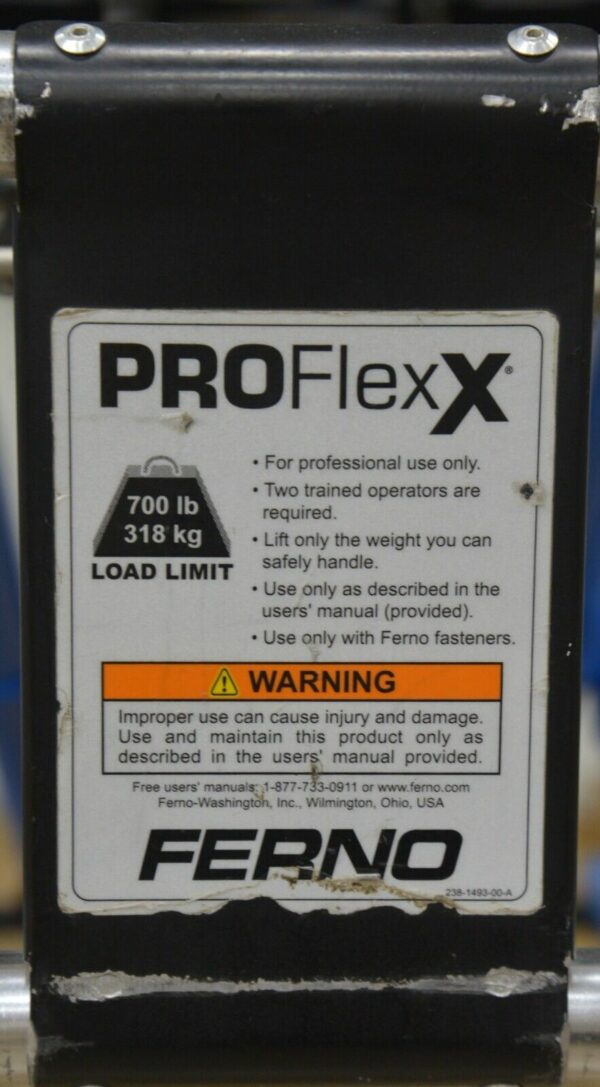 PROFlexX®
700 lb
318 kg
LOAD LIMIT
• For professional use only.
• Two trained operators are
required.
• Lift only the weight you can
safely handle.
• Use only as described in the
users' manual (provided).
• Use only with Ferno fasteners.
WARNING
Improper use can cause injury and damage.
Use and maintain this product only as
described in the users' manual provided.
Free users' manuals: 1-877-733-0911 or www.ferno.com
Ferno-Washington, Inc., Wilmington, Ohio, USA
FERNO
238-1493-00-A